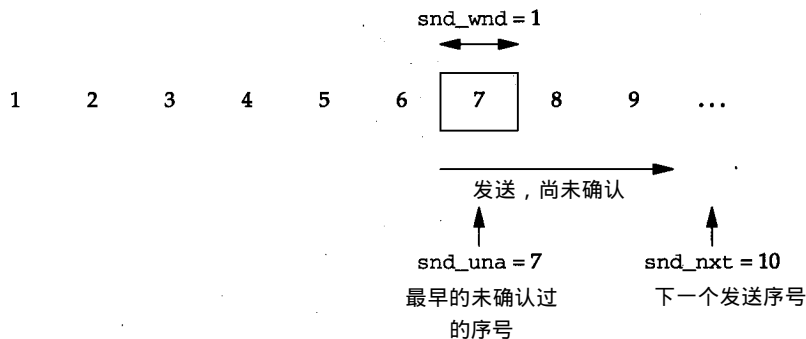 snd_wnd = 1
1 2 3 4 5 6 7 8 9 ...
发送，尚未确认
snd_una = 7 snd_nxt = 10
最早的未确认过 下一个发送序号
的序号